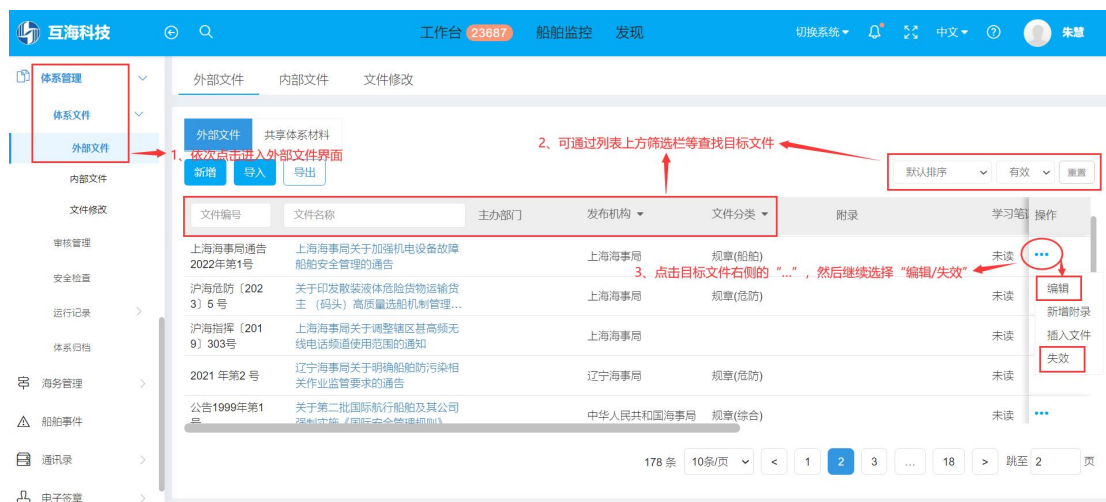 互海科技
工作台 23687 船舶监控 发现
切换系统 中文 朱慧
体系管理
体系文件
外部文件
内部文件
文件修改
审核管理
安全检查
运行记录
体系归档
海务管理
船舶事件
通讯录
电子签章
外部文件 内部文件 文件修改
外部文件 共享体系材料
1、依次点击进入外部文件界面
2、可通过列表上方筛选栏等查找目标文件
新增 导入 导出
默认排序 有效 重置
文件编号 文件名称 主办部门 发布机构 文件分类 附录 学习笔 操作
上海海事局通告 上海海事局关于加强机电设备故障
2022年第1号 船舶安全管理的通告 上海海事局 规章(船舶) 未读 •••
3、点击目标文件右侧的“...”，然后继续选择“编辑/失效”
沪海危防〔202 关于印发散装液体危险货物运输货
3〕5 号 主 （码头）高质量选船机制管理... 上海海事局 规章(危防) 未读
编辑
新增附录
插入文件
失效
沪海指挥〔201 上海海事局关于调整辖区甚高频无
9〕303号 线电话频道使用范围的通知 上海海事局 未读
2021 年第2 号 辽宁海事局关于明确船舶防污染相
关作业监管要求的通告 辽宁海事局 规章(危防) 未读
公告1999年第1 关于第二批国际航行船舶及其公司
号 强制实施《国际安全管理规则》 中华人民共和国海事局 规章(综合) 未读 •••
178 条 10条/页 < 1 2 3 ... 18 > 跳至 2 页